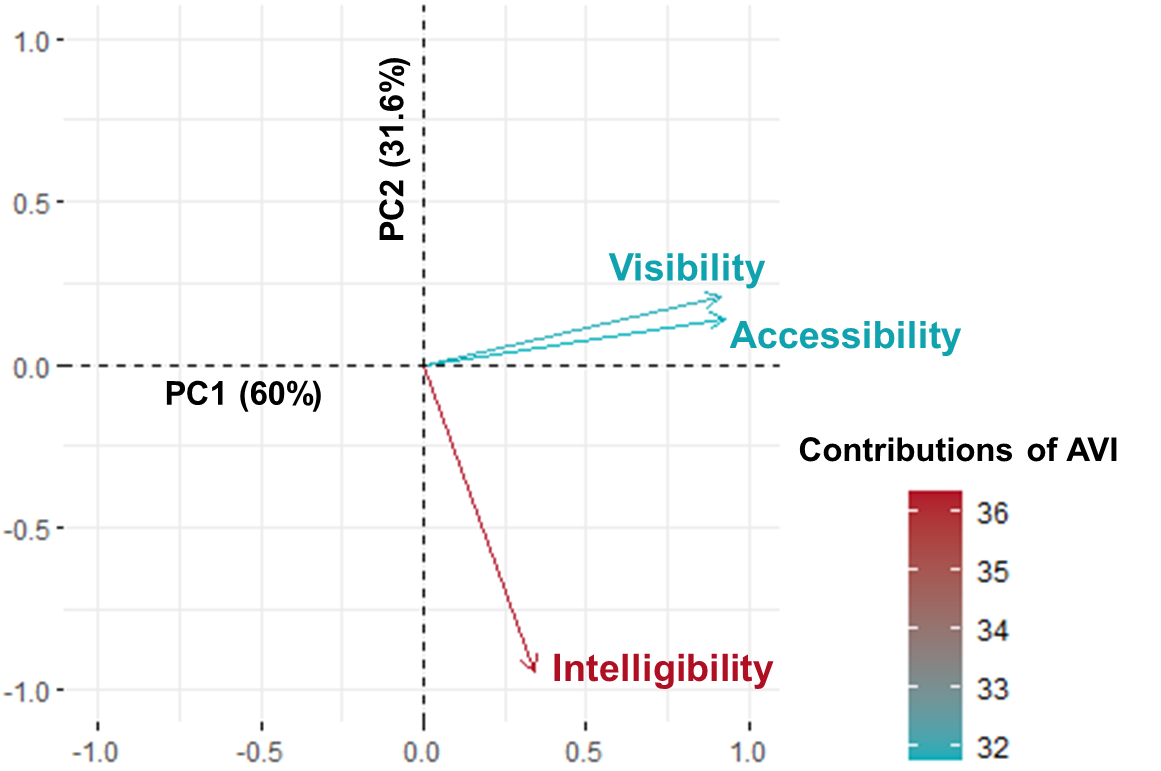 1.0
0.5
0.0
-0.5
-1.0
PC2 (31.6%)
PC1 (60%)
Visibility
Accessibility
Intelligibility
-1.0
-0.5
0.0
0.5
1.0
Contributions of AVI
36
35
34
33
32